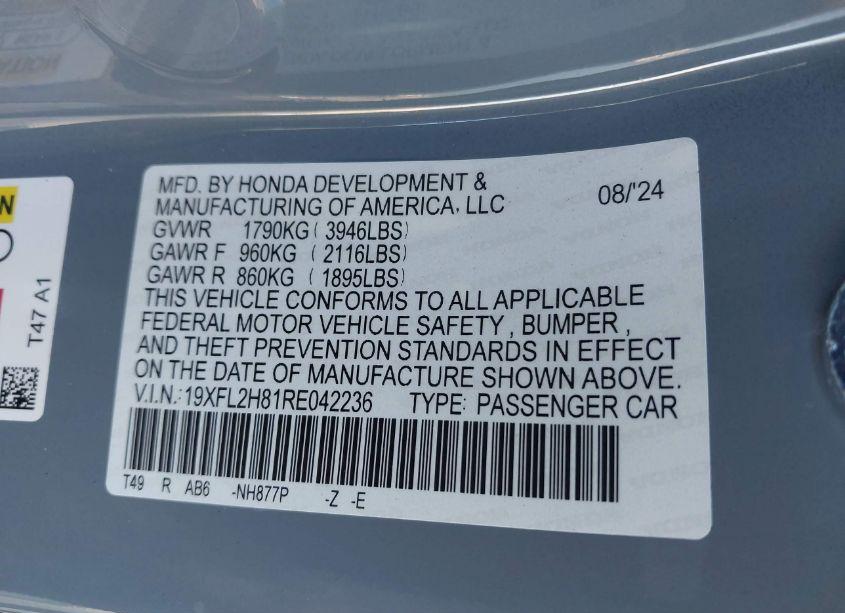 MFD. BY HONDA DEVELOPMENT &
MANUFACTURING OF AMERICA, LLC 08/'24
GVWR 1790KG ( 3946LBS)
GAWR F 960KG ( 2116LBS)
GAWR R 860KG ( 1895LBS)
THIS VEHICLE CONFORMS TO ALL APPLICABLE
FEDERAL MOTOR VEHICLE SAFETY , BUMPER ,
AND THEFT PREVENTION STANDARDS IN EFFECT
ON THE DATE OF MANUFACTURE SHOWN ABOVE.
V.I.N.:19XFL2H81RE042236 TYPE: PASSENGER CAR
T49 R AB6 -NH877P -Z -E
T47 A1